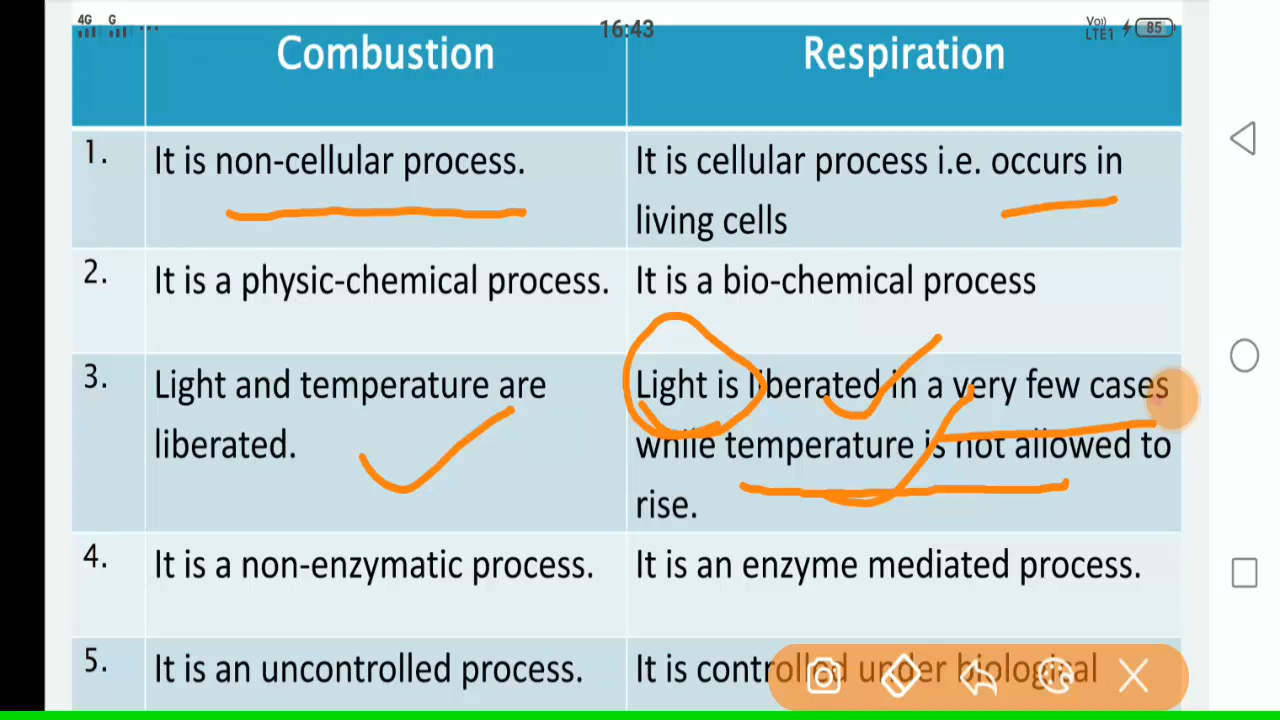 4G G ... 16:43 Vo)) LTE1 85
Combustion Respiration
1. It is non-cellular process. It is cellular process i.e. occurs in
living cells
2. It is a physic-chemical process. It is a bio-chemical process
3. Light and temperature are Light is liberated in a very few cases
liberated. while temperature is not allowed to
rise.
4. It is a non-enzymatic process. It is an enzyme mediated process.
5. It is an uncontrolled process. It is controlled under biological